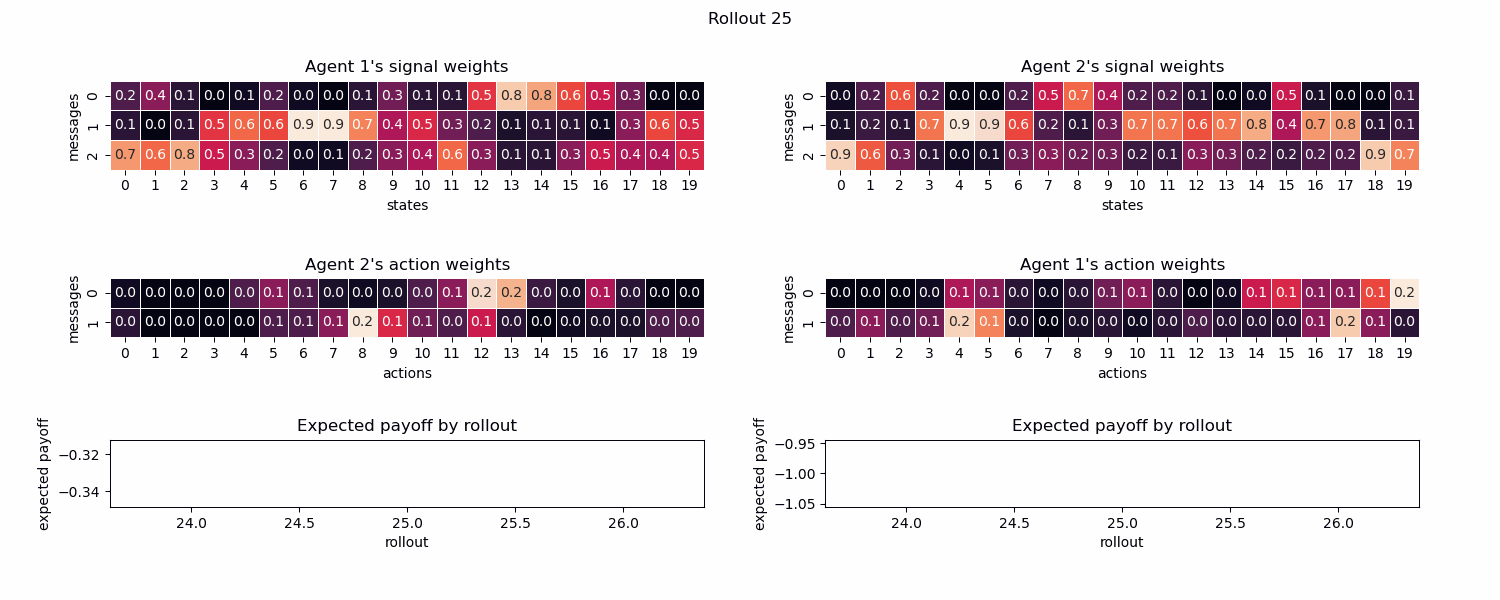 Rollout 25
Agent 1's signal weights
messages
0 0.2 0.4 0.1 0.0 0.1 0.2 0.0 0.0 0.1 0.3 0.1 0.1 0.5 0.8 0.8 0.6 0.5 0.3 0.0 0.0
1 0.1 0.0 0.1 0.5 0.6 0.6 0.9 0.9 0.7 0.4 0.5 0.3 0.2 0.1 0.1 0.1 0.1 0.3 0.6 0.5
2 0.7 0.6 0.8 0.5 0.3 0.2 0.0 0.1 0.2 0.3 0.4 0.6 0.3 0.1 0.1 0.3 0.5 0.4 0.4 0.5
0 1 2 3 4 5 6 7 8 9 10 11 12 13 14 15 16 17 18 19
states
Agent 2's signal weights
messages
0 0.0 0.2 0.6 0.2 0.0 0.0 0.2 0.5 0.7 0.4 0.2 0.2 0.1 0.0 0.0 0.5 0.1 0.0 0.0 0.1
1 0.1 0.2 0.1 0.7 0.9 0.9 0.6 0.2 0.1 0.3 0.7 0.7 0.6 0.7 0.8 0.4 0.7 0.8 0.1 0.1
2 0.9 0.6 0.3 0.1 0.0 0.1 0.3 0.3 0.2 0.3 0.2 0.1 0.3 0.3 0.2 0.2 0.2 0.2 0.9 0.7
0 1 2 3 4 5 6 7 8 9 10 11 12 13 14 15 16 17 18 19
states
Agent 2's action weights
messages
0 0.0 0.0 0.0 0.0 0.0 0.1 0.1 0.0 0.0 0.0 0.0 0.1 0.2 0.2 0.0 0.0 0.1 0.0 0.0 0.0
1 0.0 0.0 0.0 0.0 0.0 0.1 0.1 0.1 0.2 0.1 0.1 0.0 0.1 0.0 0.0 0.0 0.0 0.0 0.0 0.0
0 1 2 3 4 5 6 7 8 9 10 11 12 13 14 15 16 17 18 19
actions
Agent 1's action weights
messages
0 0.0 0.0 0.0 0.0 0.1 0.1 0.0 0.0 0.0 0.1 0.1 0.0 0.0 0.0 0.1 0.1 0.1 0.1 0.1 0.2
1 0.0 0.1 0.0 0.1 0.2 0.1 0.0 0.0 0.0 0.0 0.0 0.0 0.0 0.0 0.0 0.0 0.1 0.2 0.1 0.0
0 1 2 3 4 5 6 7 8 9 10 11 12 13 14 15 16 17 18 19
actions
Expected payoff by rollout
expected payoff
−0.32
−0.34
24.0 24.5 25.0 25.5 26.0
rollout
Expected payoff by rollout
expected payoff
−0.95
−1.00
−1.05
24.0 24.5 25.0 25.5 26.0
rollout